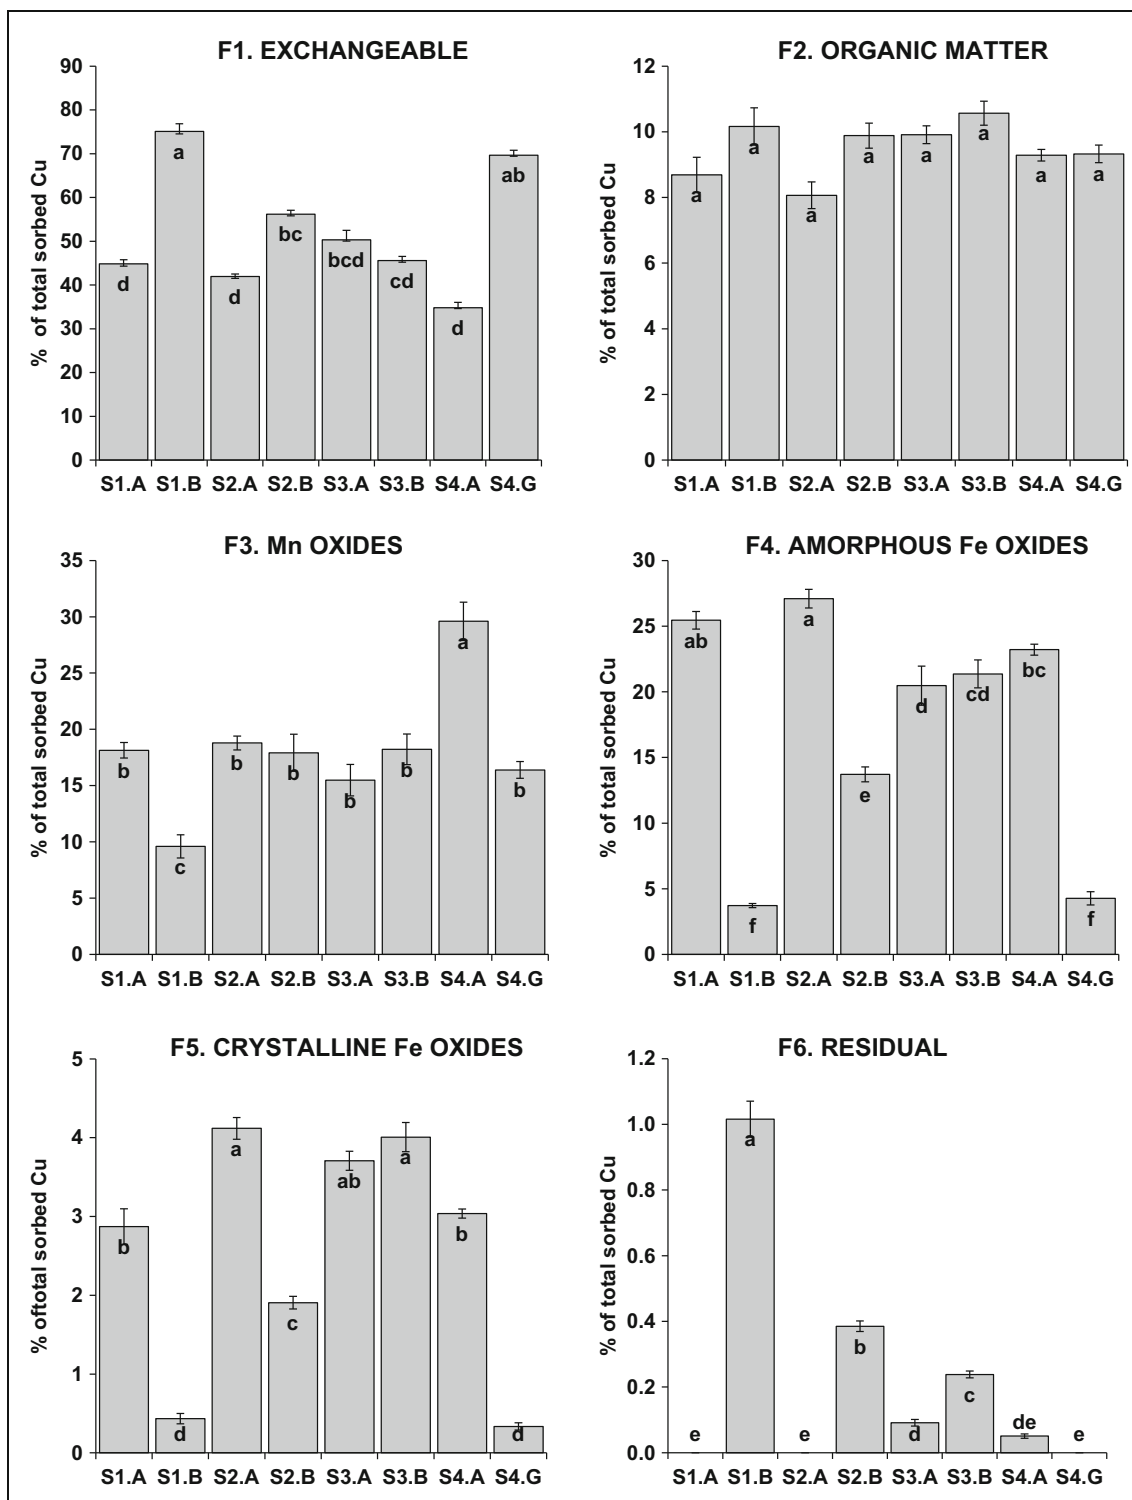 F1. EXCHANGEABLE
90
80
70
60
50
40
30
20
10
0
% of total sorbed Cu
d
a
d
bc
bcd
cd
d
ab
S1.A S1.B S2.A S2.B S3.A S3.B S4.A S4.G
F2. ORGANIC MATTER
12
10
8
6
4
2
0
% of total sorbed Cu
a
a
a
a
a
a
a
a
S1.A S1.B S2.A S2.B S3.A S3.B S4.A S4.G
F3. Mn OXIDES
35
30
25
20
15
10
5
0
% of total sorbed Cu
b
c
b
b
b
b
a
b
S1.A S1.B S2.A S2.B S3.A S3.B S4.A S4.G
F4. AMORPHOUS Fe OXIDES
30
25
20
15
10
5
0
% of total sorbed Cu
ab
f
a
e
d
cd
bc
f
S1.A S1.B S2.A S2.B S3.A S3.B S4.A S4.G
F5. CRYSTALLINE Fe OXIDES
5
4
3
2
1
0
% oftotal sorbed Cu
b
d
a
c
ab
a
b
d
S1.A S1.B S2.A S2.B S3.A S3.B S4.A S4.G
F6. RESIDUAL
1.2
1.0
0.8
0.6
0.4
0.2
0.0
% of total sorbed Cu
e
a
e
b
d
c
de
e
S1.A S1.B S2.A S2.B S3.A S3.B S4.A S4.G